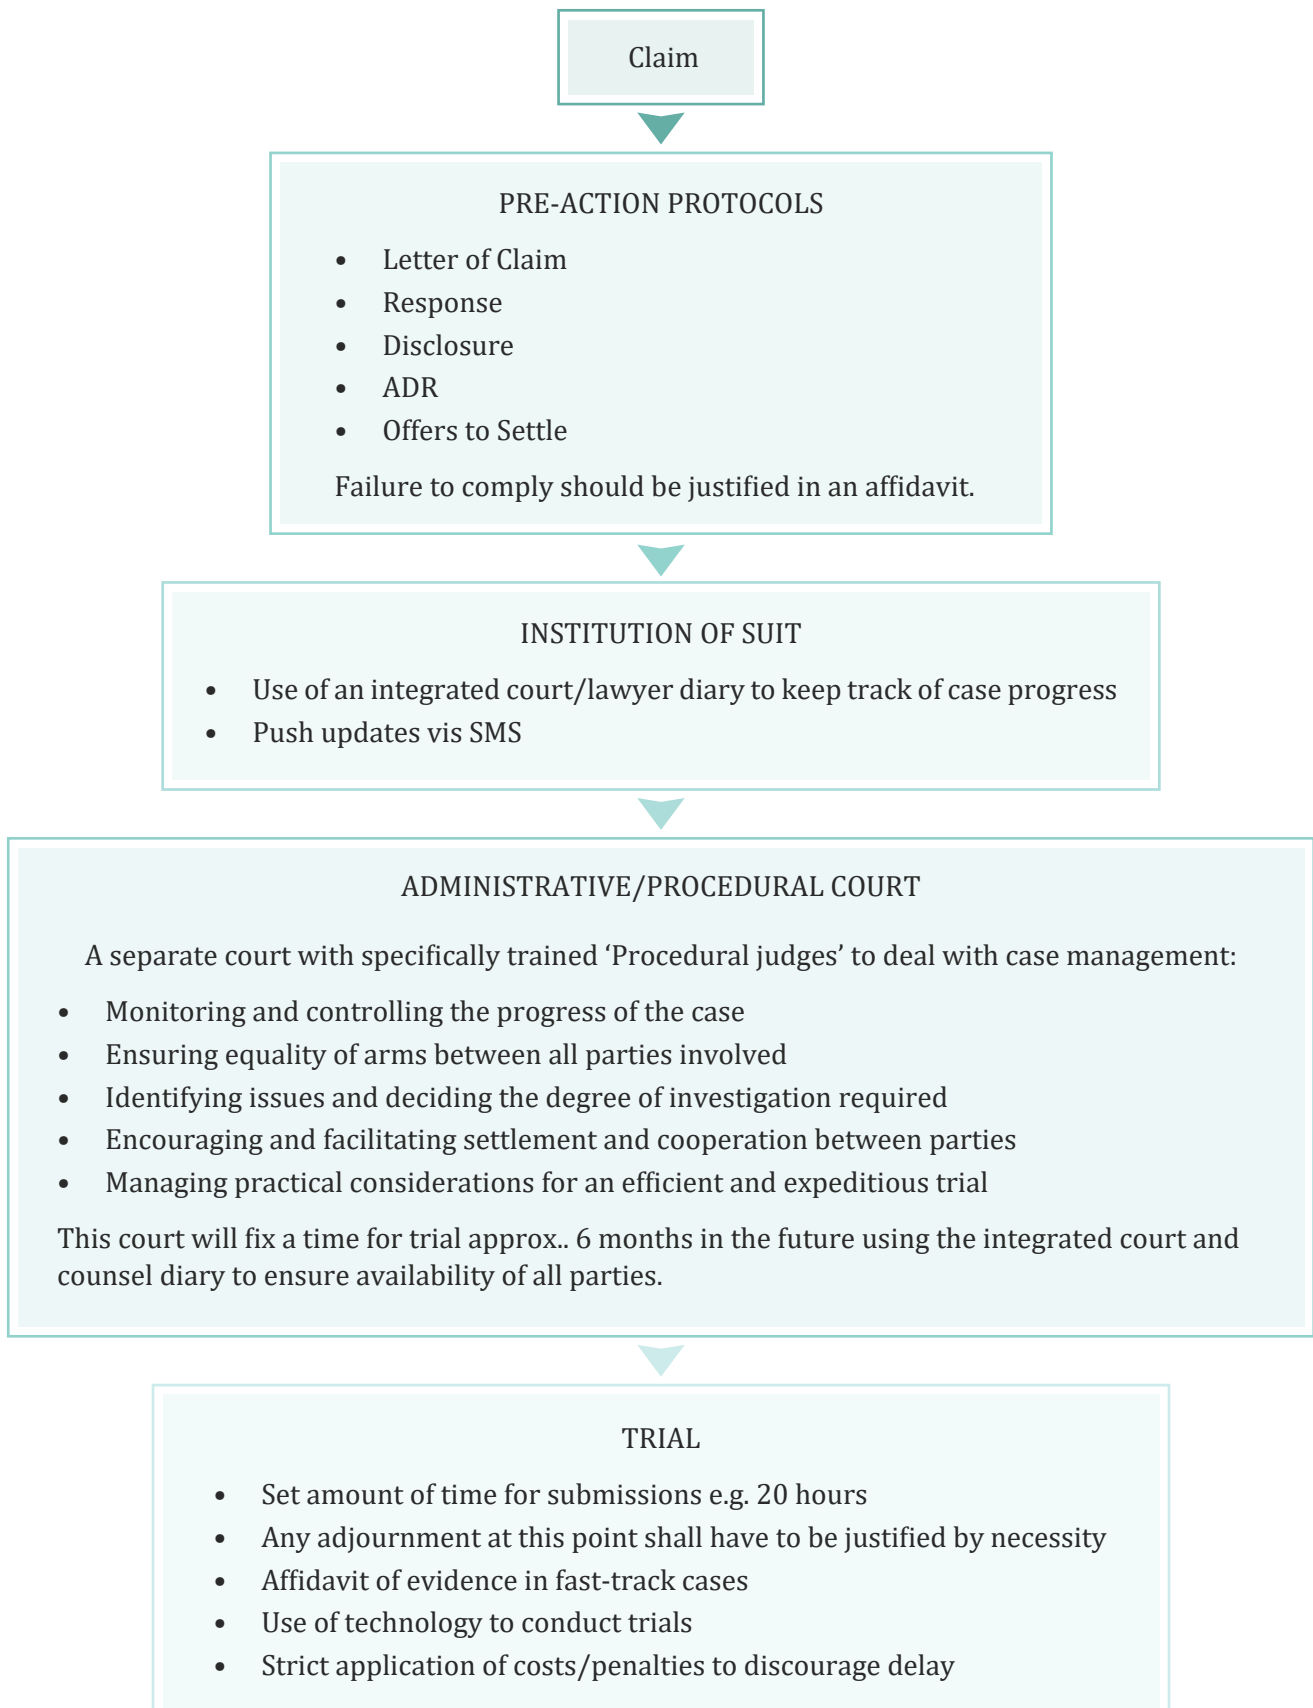 Claim
PRE-ACTION PROTOCOLS
• Letter of Claim
• Response
• Disclosure
• ADR
• Offers to Settle
Failure to comply should be justified in an affidavit.
INSTITUTION OF SUIT
• Use of an integrated court/lawyer diary to keep track of case progress
• Push updates vis SMS
ADMINISTRATIVE/PROCEDURAL COURT
A separate court with specifically trained ‘Procedural judges’ to deal with case management:
• Monitoring and controlling the progress of the case
• Ensuring equality of arms between all parties involved
• Identifying issues and deciding the degree of investigation required
• Encouraging and facilitating settlement and cooperation between parties
• Managing practical considerations for an efficient and expeditious trial
This court will fix a time for trial approx.. 6 months in the future using the integrated court and
counsel diary to ensure availability of all parties.
TRIAL
• Set amount of time for submissions e.g. 20 hours
• Any adjournment at this point shall have to be justified by necessity
• Affidavit of evidence in fast-track cases
• Use of technology to conduct trials
• Strict application of costs/penalties to discourage delay